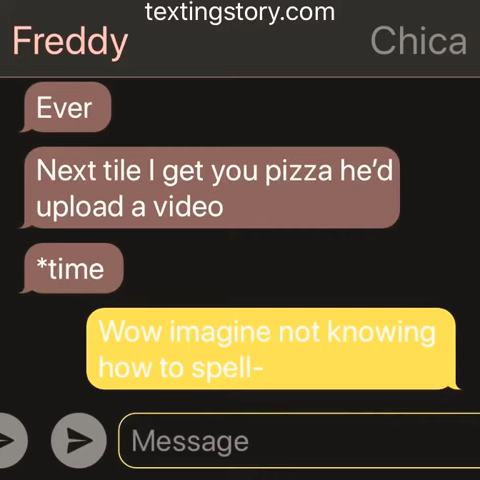 textingstory.com
Freddy Chica
Ever
Next tile I get you pizza he’d
upload a video
*time
Wow imagine not knowing
how to spell-
Message